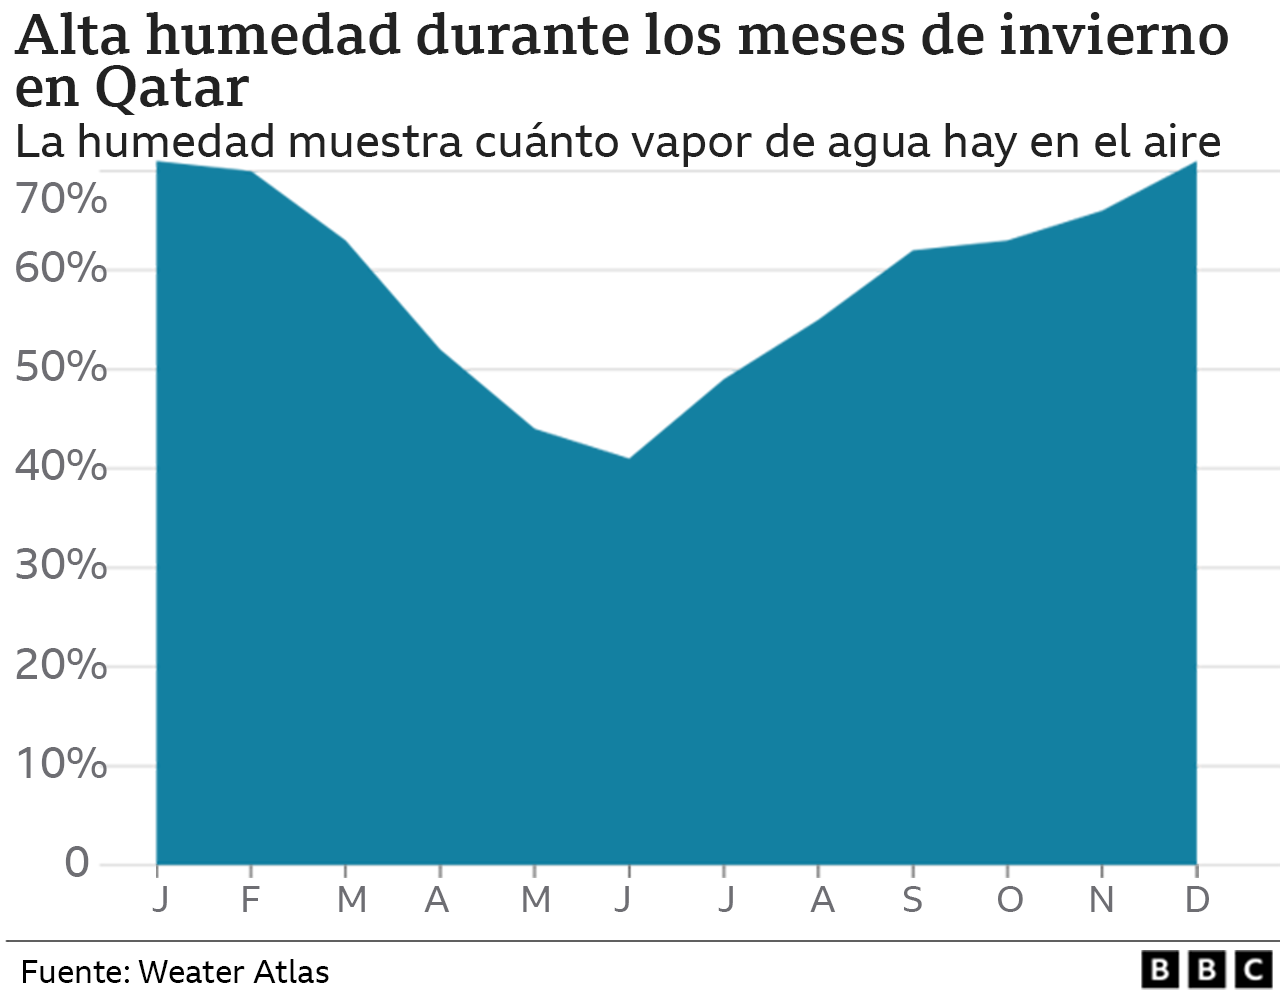 Alta humedad durante los meses de invierno
en Qatar
La humedad muestra cuánto vapor de agua hay en el aire
70%
60%
50%
40%
30%
20%
10%
0
J F M A M J J A S O N D
Fuente: Weater Atlas
BBC